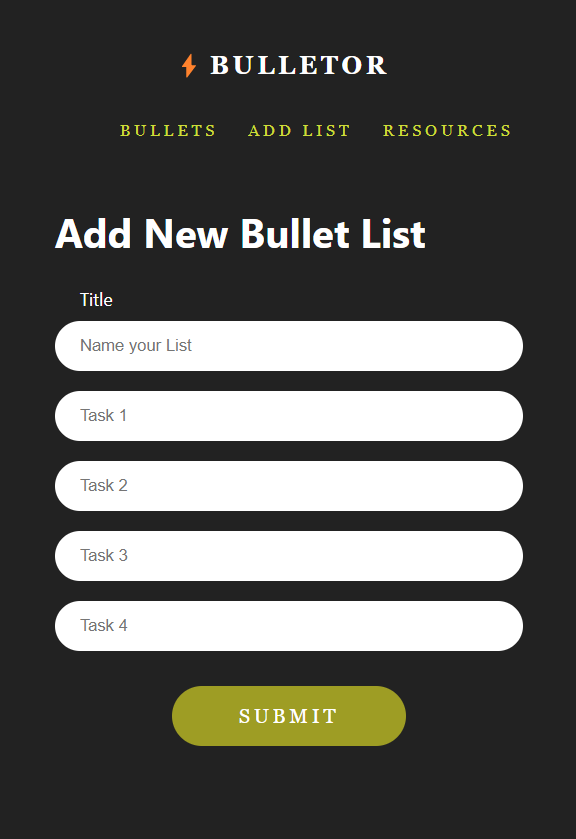 BULLETOR
BULLETS ADD LIST RESOURCES
Add New Bullet List
Title
Name your List
Task 1
Task 2
Task 3
Task 4
SUBMIT